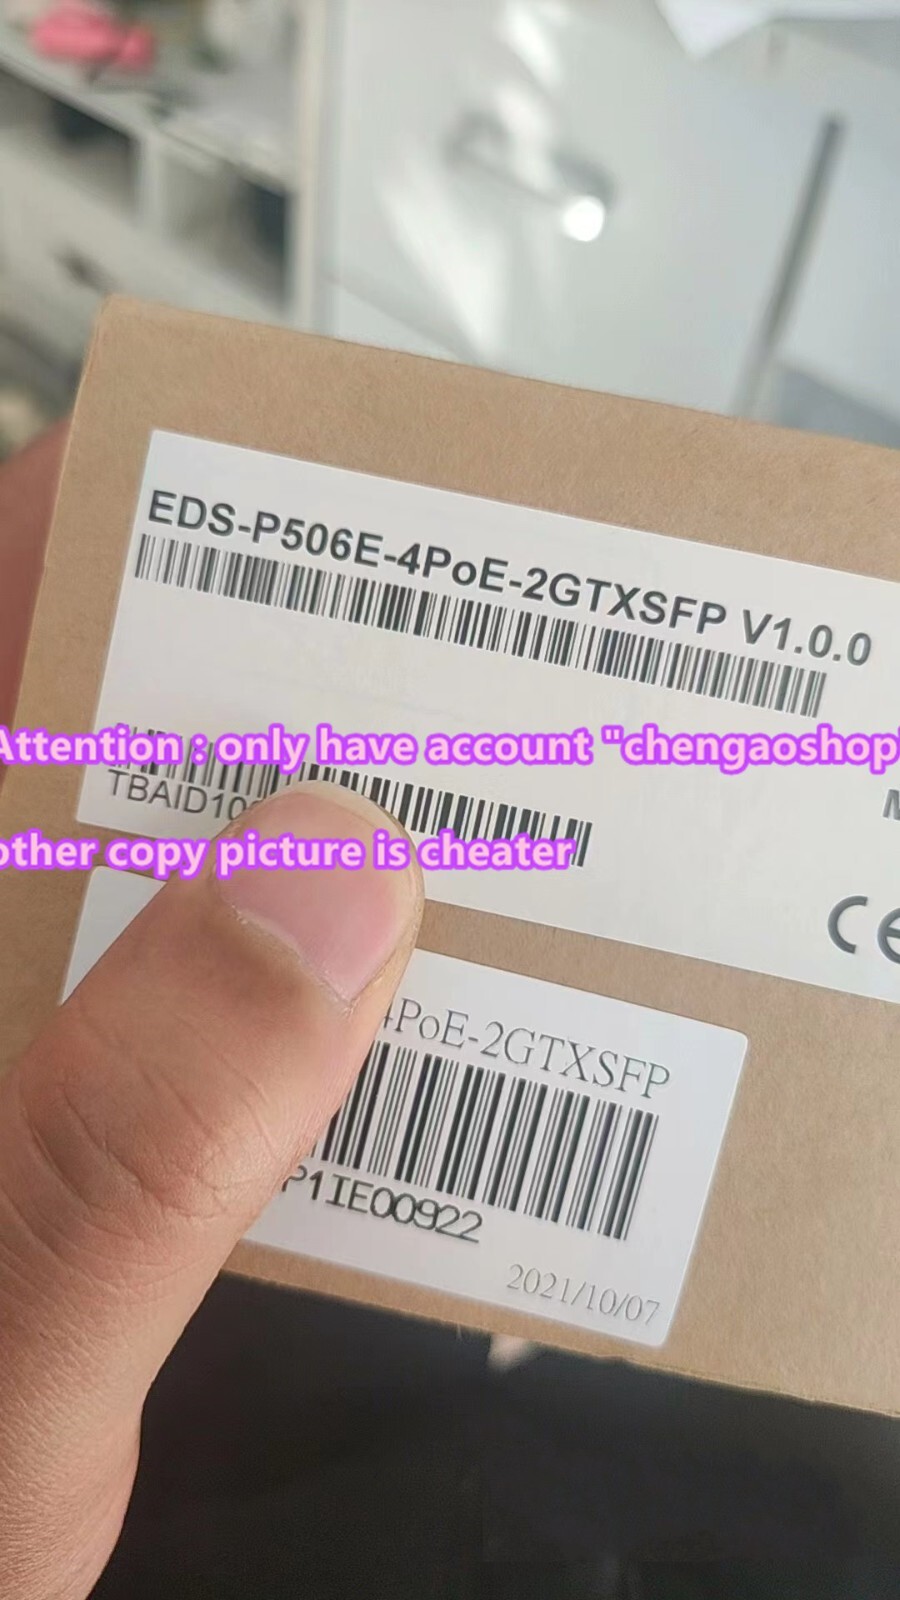 EDS-P506E-4PoE-2GTXSFP V1.0.0
Attention : only have account "chengaoshop"
TBAID10
other copy picture is cheater
CE
4PoE-2GTXSFP
P1IE00922
2021/10/07